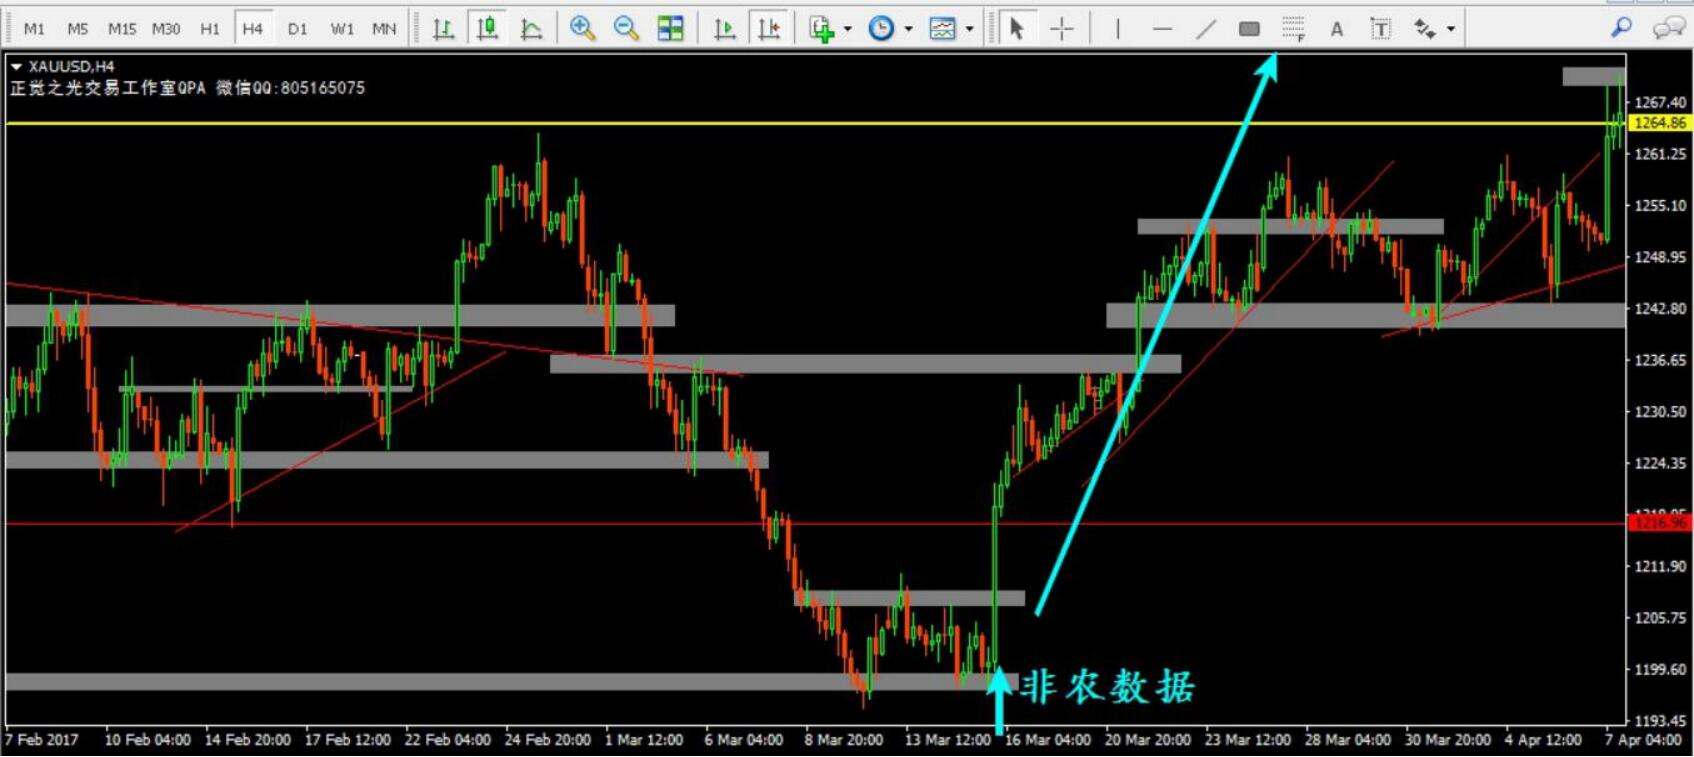 M1 M5 M15 M30 H1 H4 D1 W1 MN
F A T
XAUUSD,H4
正觉之光交易工作室QPA 微信QQ:805165075
1267.40
1264.86
1261.25
1255.10
1248.95
1242.80
1236.65
1230.50
1224.35
1216.96
1211.90
1205.75
1199.60
1193.45
非农数据
7 Feb 2017 10 Feb 04:00 14 Feb 20:00 17 Feb 12:00 22 Feb 04:00 24 Feb 20:00 1 Mar 12:00 6 Mar 04:00 8 Mar 20:00 13 Mar 12:00 16 Mar 04:00 20 Mar 20:00 23 Mar 12:00 28 Mar 04:00 30 Mar 20:00 4 Apr 12:00 7 Apr 04:00